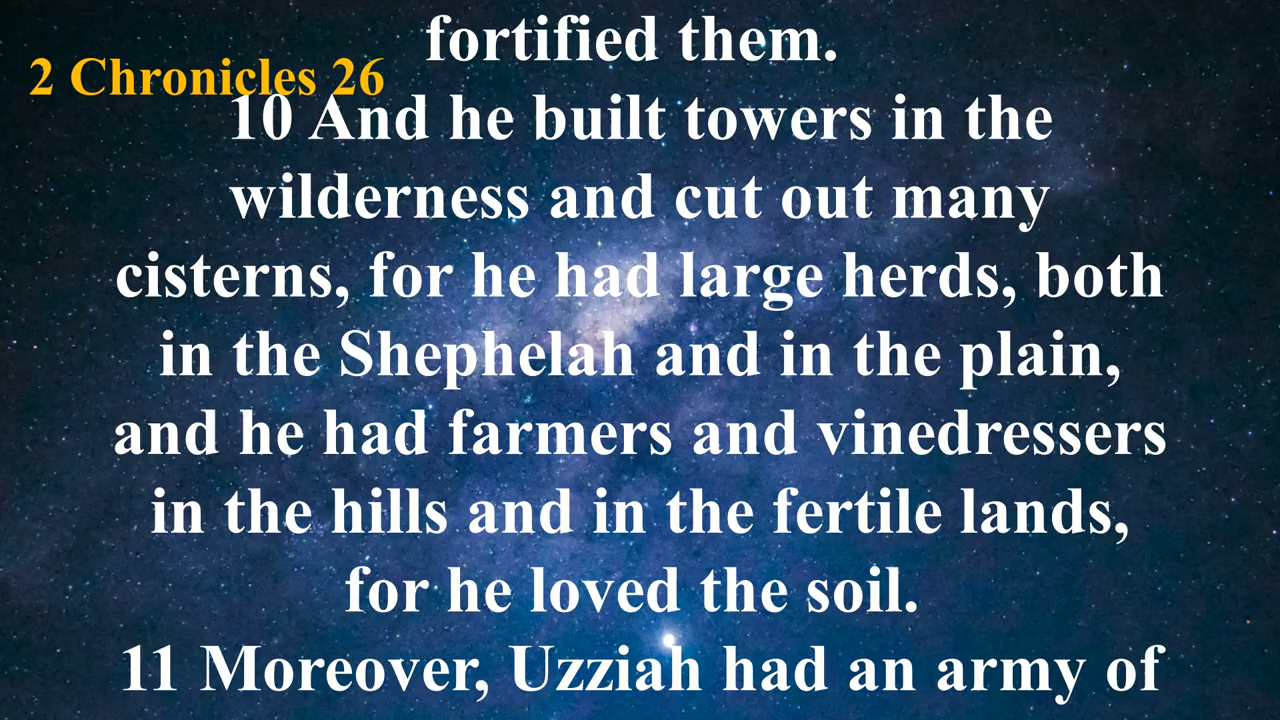 fortified them.
2 Chronicles 26
10 And he built towers in the
wilderness and cut out many
cisterns, for he had large herds, both
in the Shephelah and in the plain,
and he had farmers and vinedressers
in the hills and in the fertile lands,
for he loved the soil.
11 Moreover, Uzziah had an army of